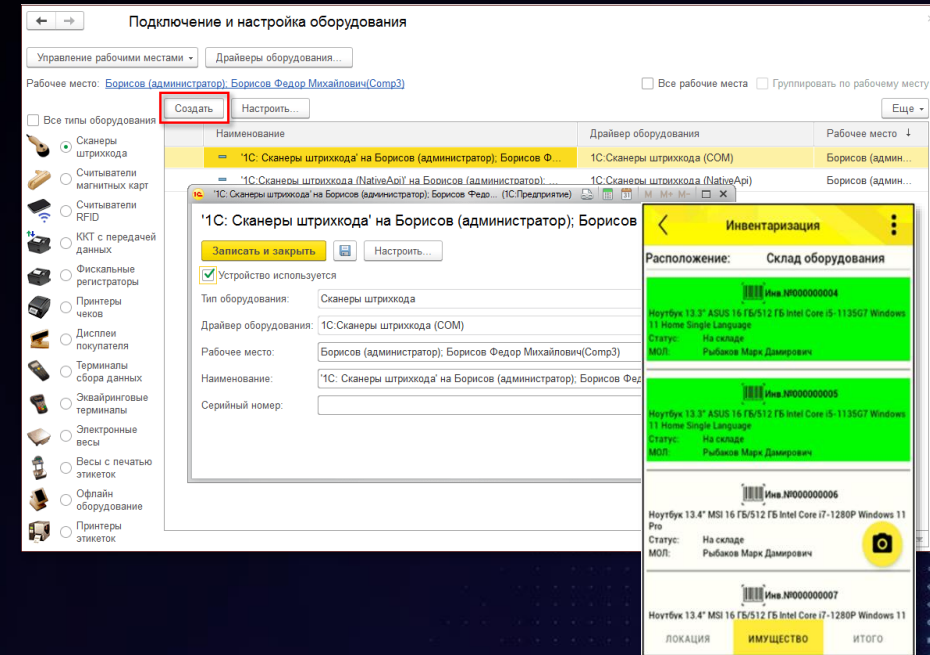 Подключение и настройка оборудования
Управление рабочими местами
Драйверы оборудования...
Рабочее место: Борисов (администратор); Борисов Федор Михайлович(Comp3)
Все рабочие места
Группировать по рабочему месту
Создать
Настроить...
Еще
Все типы оборудования
Наименование
Драйвер оборудования
Рабочее место ↓
'1С: Сканеры штрихкода' на Борисов (администратор); Борисов Ф...
1С:Сканеры штрихкода (COM)
Борисов (админ...
'1С:Сканеры штрихкода (NativeApi)' на Борисов (администратор); ...
1С:Сканеры штрихкода (NativeApi)
Борисов (админ...
Сканеры
штрихкода
Считыватели
магнитных карт
Считыватели
RFID
ККТ с передачей
данных
Фискальные
регистраторы
Принтеры
чеков
Дисплеи
покупателя
Терминалы
сбора данных
Эквайринговые
терминалы
Электронные
весы
Весы с печатью
этикеток
Офлайн
оборудование
Принтеры
этикеток
'1С: Сканеры штрихкода' на Борисов (администратор); Борисов Федо... (1С:Предприятие)
M M+ M-
'1С: Сканеры штрихкода' на Борисов (администратор); Борисов
Записать и закрыть
Настроить...
Устройство используется
Тип оборудования: Сканеры штрихкода
Драйвер оборудования: 1С:Сканеры штрихкода (COM)
Рабочее место: Борисов (администратор); Борисов Федор Михайлович(Comp3)
Наименование: '1С: Сканеры штрихкода' на Борисов (администратор); Борисов Фед
Серийный номер:
Инвентаризация
Расположение: Склад оборудования
Инв.№000000004
Ноутбук 13.3" ASUS 16 ГБ/512 ГБ Intel Core i5-1135G7 Windows
11 Home Single Language
Статус: На складе
МОЛ: Рыбаков Марк Дамирович
Инв.№000000005
Ноутбук 13.3" ASUS 16 ГБ/512 ГБ Intel Core i5-1135G7 Windows
11 Home Single Language
Статус: На складе
МОЛ: Рыбаков Марк Дамирович
Инв.№000000006
Ноутбук 13.4" MSI 16 ГБ/512 ГБ Intel Core i7-1280P Windows 11
Pro
Статус: На складе
МОЛ: Рыбаков Марк Дамирович
Инв.№000000007
Ноутбук 13.4" MSI 16 ГБ/512 ГБ Intel Core i7-1280P Windows 11
ЛОКАЦИЯ
ИМУЩЕСТВО
ИТОГО